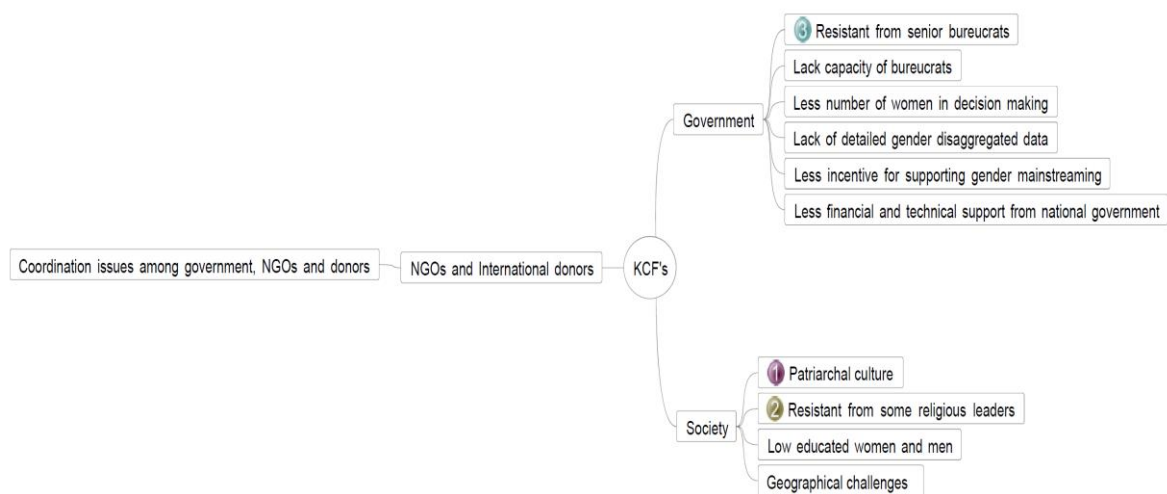 3 Resistant from senior bureucrats
Lack capacity of bureucrats
Less number of women in decision making
Government
Lack of detailed gender disaggregated data
Less incentive for supporting gender mainstreaming
Less financial and technical support from national government
Coordination issues among government, NGOs and donors
NGOs and International donors
KCF's
1 Patriarchal culture
2 Resistant from some religious leaders
Society
Low educated women and men
Geographical challenges